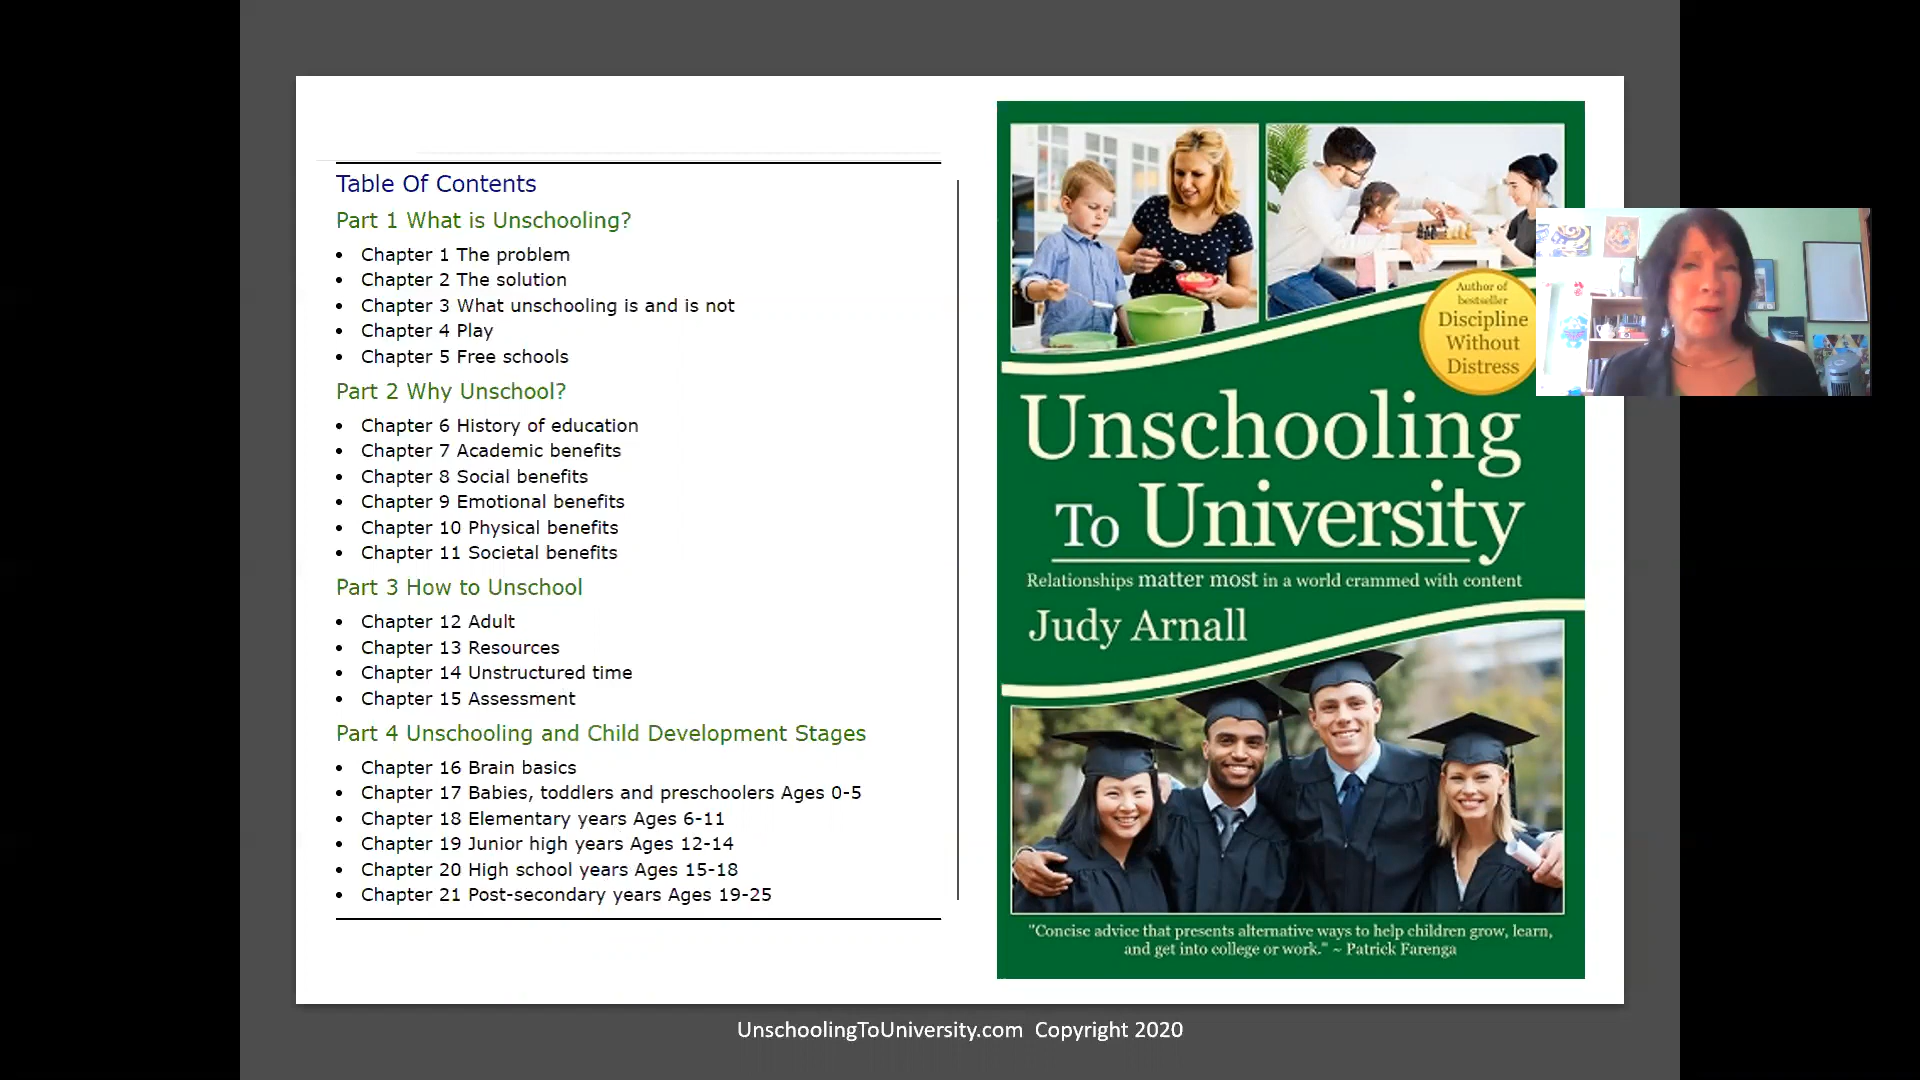 Table Of Contents
Part 1 What is Unschooling?
• Chapter 1 The problem
• Chapter 2 The solution
• Chapter 3 What unschooling is and is not
• Chapter 4 Play
• Chapter 5 Free schools
Part 2 Why Unschool?
• Chapter 6 History of education
• Chapter 7 Academic benefits
• Chapter 8 Social benefits
• Chapter 9 Emotional benefits
• Chapter 10 Physical benefits
• Chapter 11 Societal benefits
Part 3 How to Unschool
• Chapter 12 Adult
• Chapter 13 Resources
• Chapter 14 Unstructured time
• Chapter 15 Assessment
Part 4 Unschooling and Child Development Stages
• Chapter 16 Brain basics
• Chapter 17 Babies, toddlers and preschoolers Ages 0-5
• Chapter 18 Elementary years Ages 6-11
• Chapter 19 Junior high years Ages 12-14
• Chapter 20 High school years Ages 15-18
• Chapter 21 Post-secondary years Ages 19-25
Author of
bestseller
Discipline
Without
Distress
Unschooling
To University
Relationships matter most in a world crammed with content
Judy Arnall
"Concise advice that presents alternative ways to help children grow, learn,
and get into college or work." ~ Patrick Farenga
UnschoolingToUniversity.com Copyright 2020